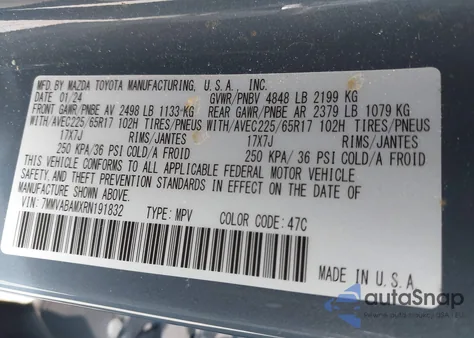 MFD. BY MAZDA TOYOTA MANUFACTURING, U.S.A., INC.
DATE 01/24 GVWR/PNBV 4848 LB 2199 KG
FRONT GAWR/PNBE AV 2498 LB 1133 KG REAR GAWR/PNBE AR 2379 LB 1079 KG
WITH/AVEC225/65R17 102H TIRES/PNEUS WITH/AVEC225/65R17 102H TIRES/PNEUS
17X7J RIMS/JANTES 17X7J RIMS/JANTES
250 KPA/36 PSI COLD/A FROID 250 KPA/36 PSI COLD/A FROID
THIS VEHICLE CONFORMS TO ALL APPLICABLE FEDERAL MOTOR VEHICLE
SAFETY, AND THEFT PREVENTION STANDARDS IN EFFECT ON THE DATE OF
MANUFACTURE SHOWN ABOVE.
VIN: 7MMVABAMXRN191832 TYPE: MPV COLOR CODE: 47C
MADE IN U.S.A.
autoSnap